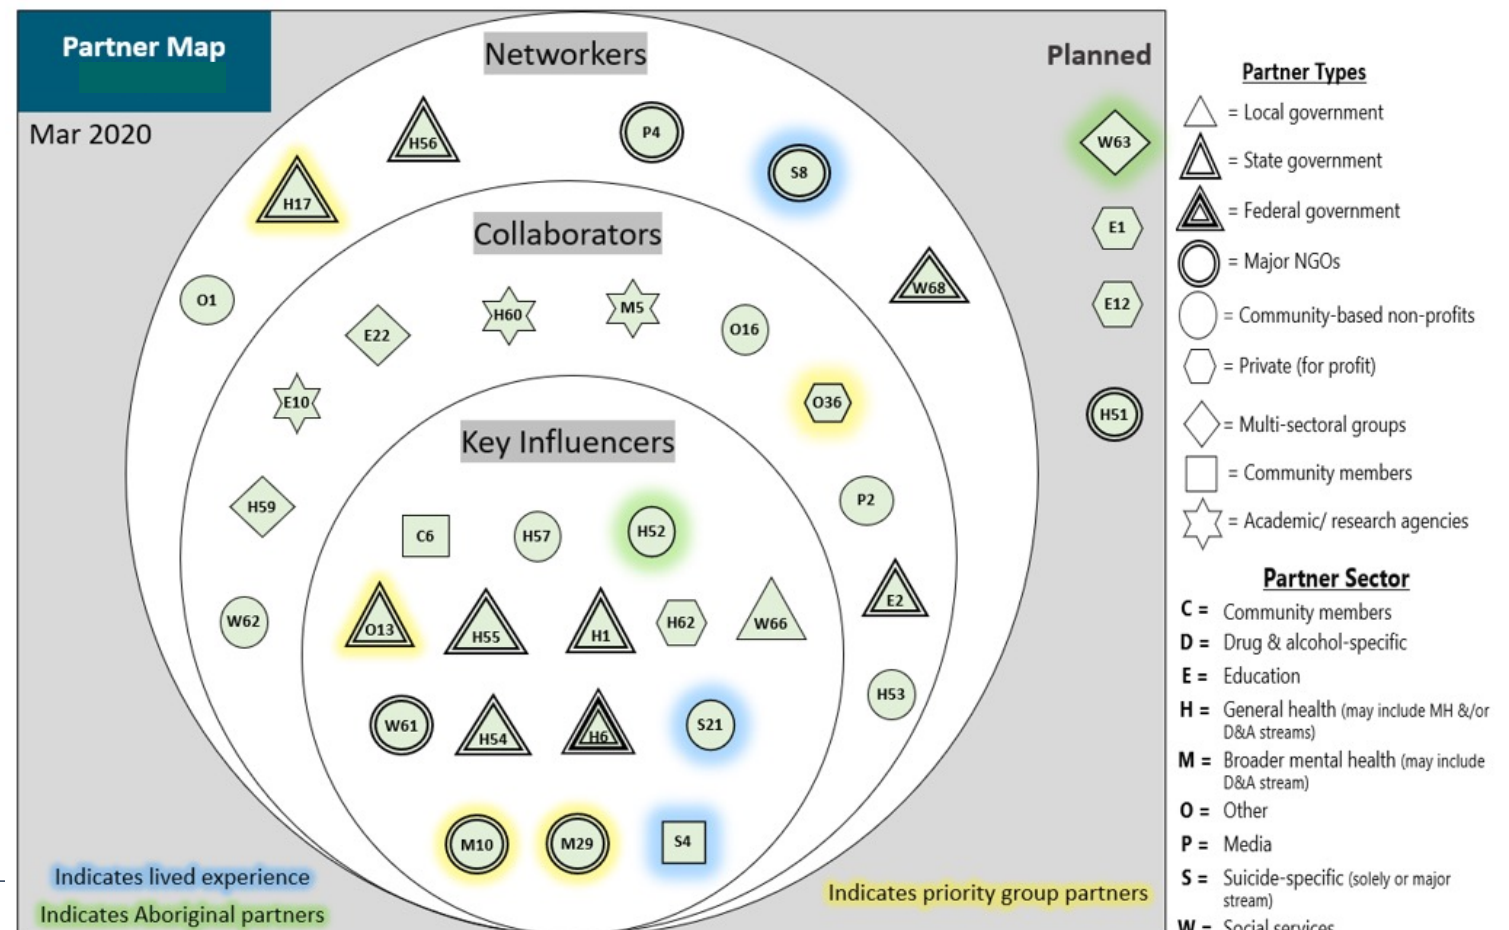 Partner Map
Mar 2020
Networkers
Planned
H56
P4
S8
H17
W68
O1
W63
E1
E12
H51
Collaborators
H60
M5
E22
O16
E10
O36
H59
P2
W62
E2
H53
Key Influencers
C6
H57
H52
O13
H55
H1
H62
W66
W61
H54
H6
S21
M10
M29
S4
Indicates lived experience
Indicates Aboriginal partners
Indicates priority group partners
Partner Types
= Local government
= State government
= Federal government
= Major NGOs
= Community-based non-profits
= Private (for profit)
= Multi-sectoral groups
= Community members
= Academic/ research agencies
Partner Sector
C = Community members
D = Drug & alcohol-specific
E = Education
H = General health (may include MH &/or
D&A streams)
M = Broader mental health (may include
D&A stream)
O = Other
P = Media
S = Suicide-specific (solely or major
stream)
W = Social services